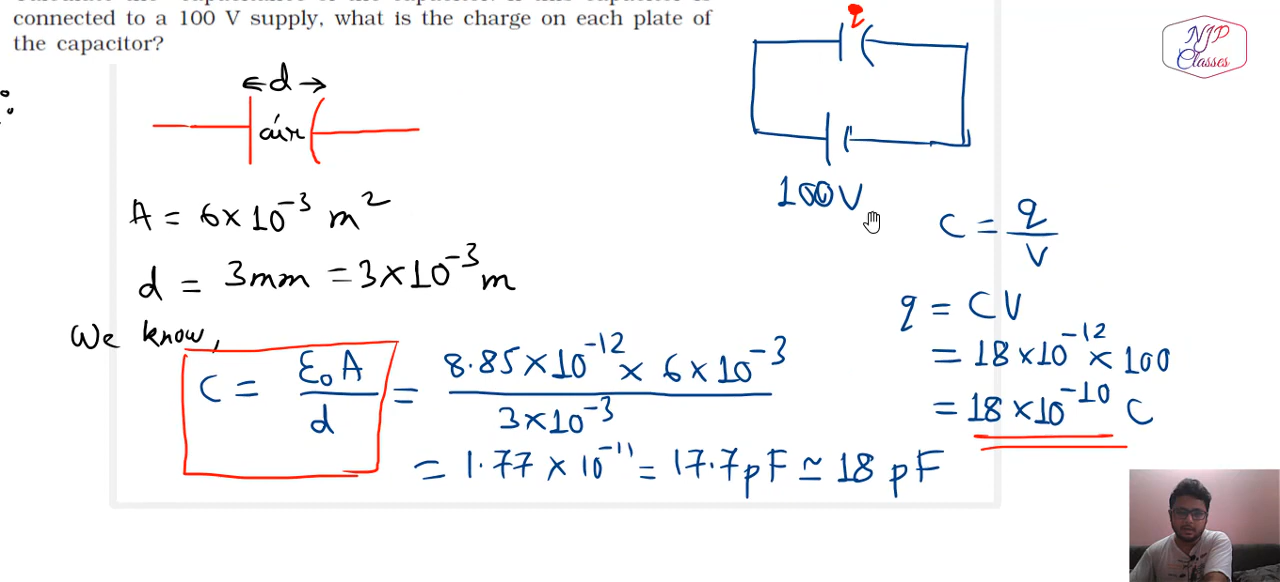 connected to a 100 V supply, what is the charge on each plate of
the capacitor?
q
NJP
Classes
← d →
air
100V
A = 6×10⁻³ m²
d = 3mm = 3×10⁻³ m
C = q/V
q = CV
= 18×10⁻¹² × 100
= 18×10⁻¹⁰ C
We know,
C = ε₀A/d = 8.85×10⁻¹² × 6×10⁻³ / 3×10⁻³
= 1.77 × 10⁻¹¹ = 17.7pF ≃ 18 pF